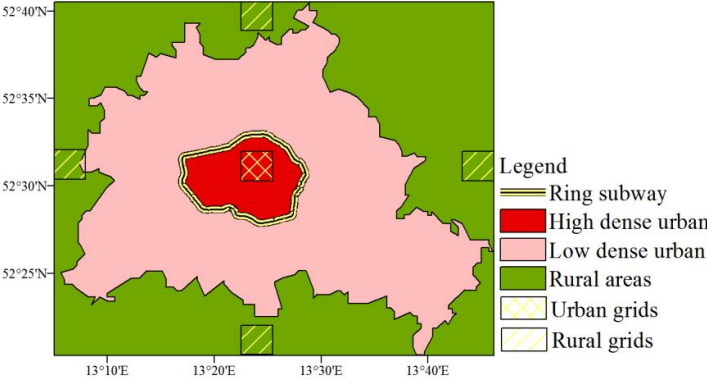 52°40'N
52°35'N
52°30'N
52°25'N
13°10'E
13°20'E
13°30'E
13°40'E
Legend
Ring subway
High dense urban
Low dense urban
Rural areas
Urban grids
Rural grids